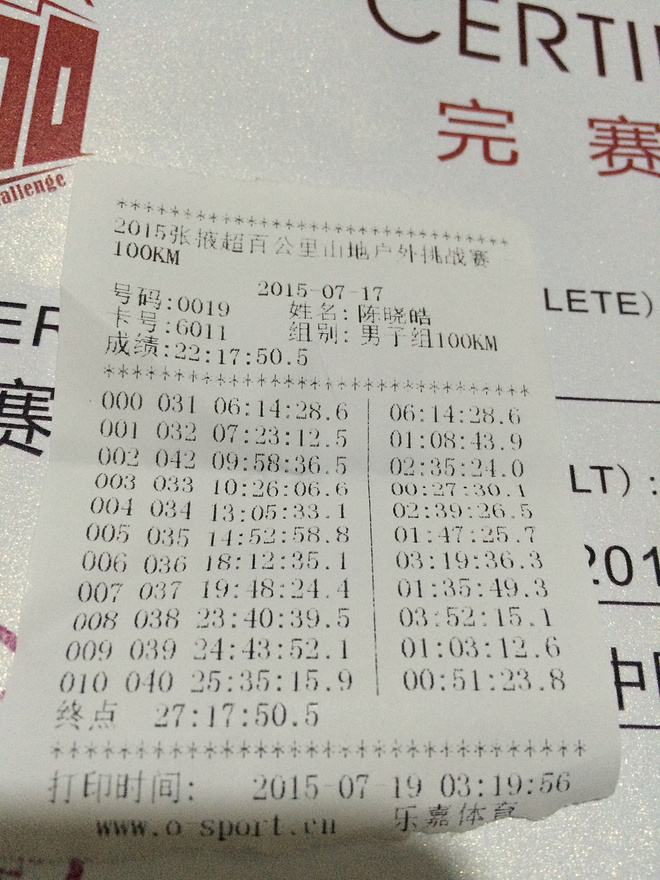 CERTI
完 赛
allenge
LETE)
ER
赛
LT):
201
中
************************************
2015张掖超百公里山地户外挑战赛
100KM
2015-07-17
号码:0019 姓名:陈晓皓
卡号:6011 组别:男子组100KM
成绩:22:17:50.5
************************************
000 031 06:14:28.6 06:14:28.6
001 032 07:23:12.5 01:08:43.9
002 042 09:58:36.5 02:35:24.0
003 033 10:26:06.6 00:27:30.1
004 034 13:05:33.1 02:39:26.5
005 035 14:52:58.8 01:47:25.7
006 036 18:12:35.1 03:19:36.3
007 037 19:48:24.4 01:35:49.3
008 038 23:40:39.5 03:52:15.1
009 039 24:43:52.1 01:03:12.6
010 040 25:35:15.9 00:51:23.8
终点 27:17:50.5
************************************
打印时间: 2015-07-19 03:19:56
www.o-sport.cn 乐嘉体育